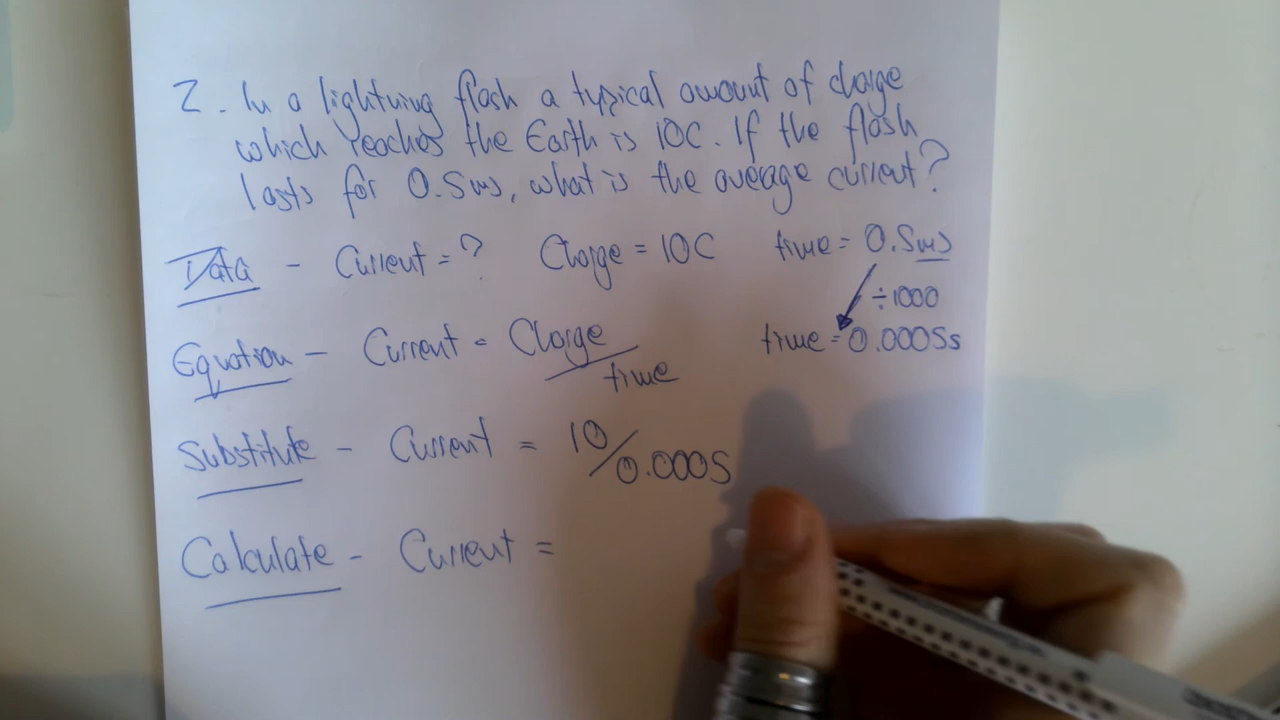 2. In a lightning flash a typical amount of charge
which reaches the Earth is 10C. If the flash
lasts for 0.5ms, what is the average current?
Data - Current = ? Charge = 10C time = 0.5ms
÷1000
time = 0.0005s
Equation - Current = Charge/time
Substitute - Current = 10/0.0005
Calculate - Current =